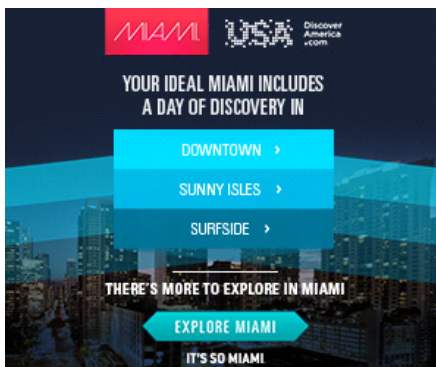 MIAMI USA Discover
America
.com
YOUR IDEAL MIAMI INCLUDES
A DAY OF DISCOVERY IN
DOWNTOWN ›
SUNNY ISLES ›
SURFSIDE ›
THERE'S MORE TO EXPLORE IN MIAMI
EXPLORE MIAMI
IT'S SO MIAMI